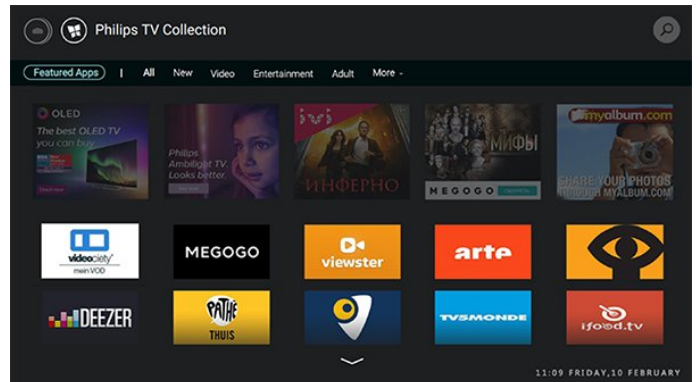 Philips TV Collection
Featured Apps | All New Video Entertainment Adult More -
OLED
The best OLED TV
you can buy
Philips
Ambilight TV.
Looks better.
ivi
ИНФЕРНО
МИФЫ
MEGOGO
myalbum.com
SHARE YOUR PHOTOS
THROUGH MYALBUM.COM
videociety
mein VOD
MEGOGO
viewster
arte
DEEZER
PATHÉ
THUIS
TV5MONDE
ifood.tv
11:09 FRIDAY,10 FEBRUARY